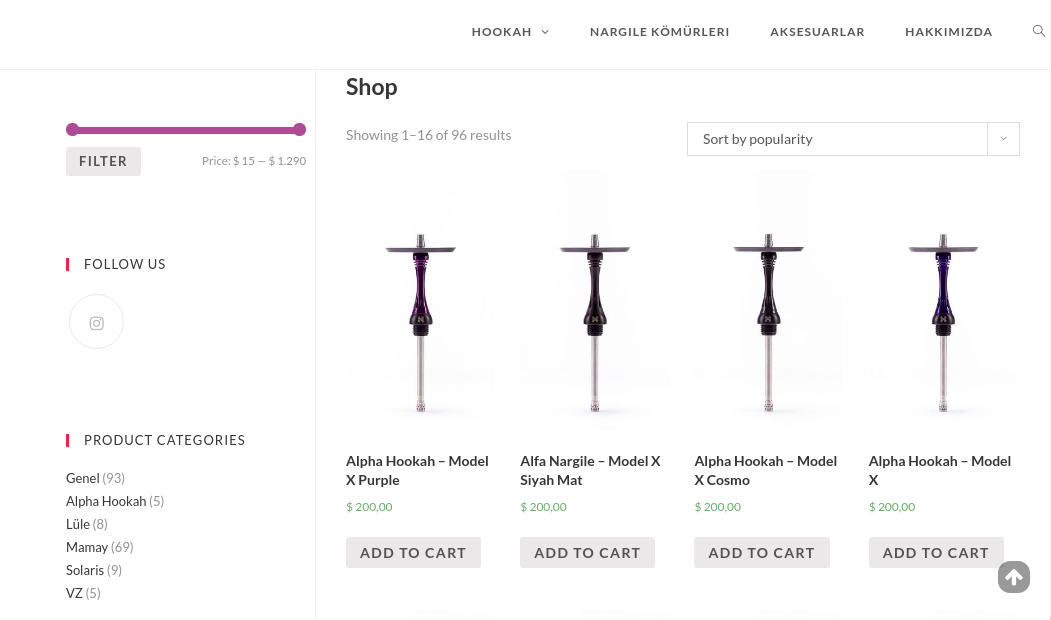 HOOKAH
NARGILE KÖMÜRLERI
AKSESUARLAR
HAKKIMIZDA
FILTER
Price: $ 15 — $ 1.290
FOLLOW US
PRODUCT CATEGORIES
Genel (93)
Alpha Hookah (5)
Lüle (8)
Mamay (69)
Solaris (9)
VZ (5)
Shop
Showing 1–16 of 96 results
Sort by popularity
Alpha Hookah – Model
X Purple
$ 200,00
ADD TO CART
Alfa Nargile – Model X
Siyah Mat
$ 200,00
ADD TO CART
Alpha Hookah – Model
X Cosmo
$ 200,00
ADD TO CART
Alpha Hookah – Model
X
$ 200,00
ADD TO CART